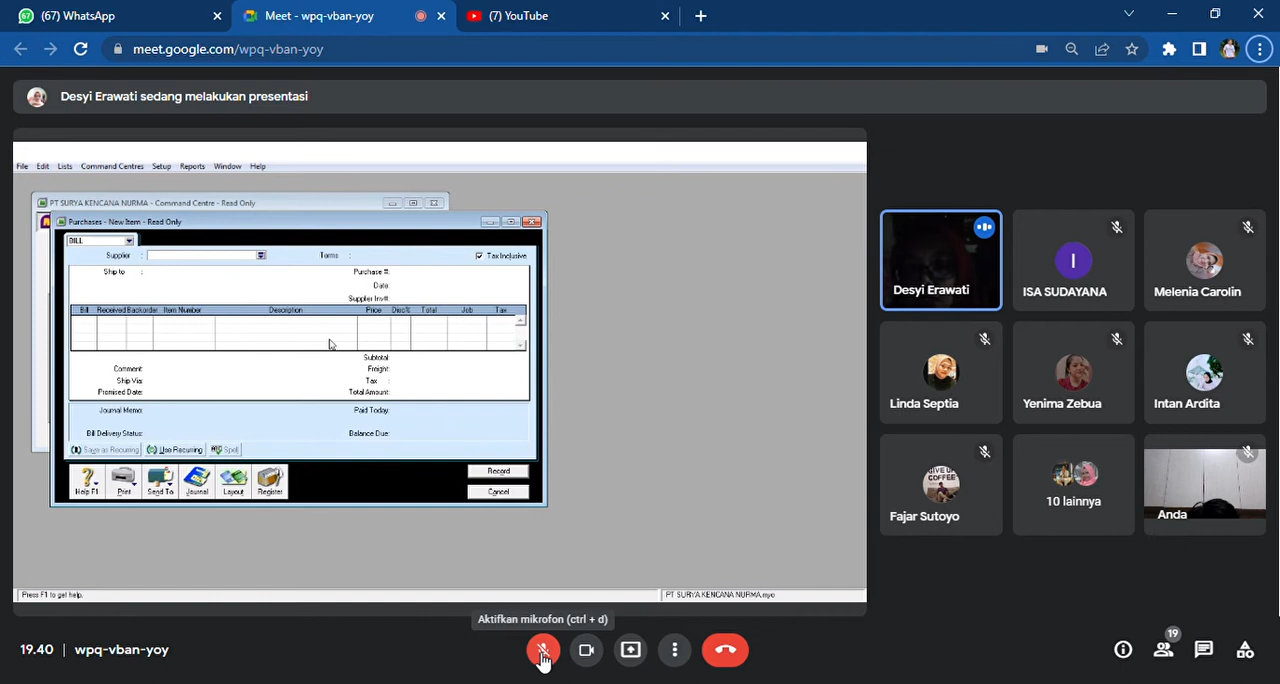 (67) WhatsApp
Meet - wpq-vban-yoy
(7) YouTube
meet.google.com/wpq-vban-yoy
Desyi Erawati sedang melakukan presentasi
File Edit Lists Command Centres Setup Reports Window Help
PT SURYA KENCANA NURMA - Command Centre - Read Only
Purchases - New Item - Read Only
BILL
Supplier :
Terms :
Tax Inclusive
Ship to :
Purchase #:
Date:
Supplier Inv#:
Bill Received Backorder Item Number Description Price Disc% Total Job Tax
Subtotal:
Comment:
Freight:
Ship Via:
Tax :
Promised Date:
Total Amount:
Journal Memo:
Paid Today:
Bill Delivery Status:
Balance Due:
Save as Recurring
Use Recurring
Spell
Help F1
Print
Send To
Journal
Layout
Register
Record
Cancel
Press F1 to get help.
PT SURYA KENCANA NURMA.myo
Desyi Erawati
I
ISA SUDAYANA
Melenia Carolin
Linda Septia
Yenima Zebua
Intan Ardita
GIVE UP
COFFEE
Fajar Sutoyo
10 lainnya
Anda
Aktifkan mikrofon (ctrl + d)
19.40 | wpq-vban-yoy
19